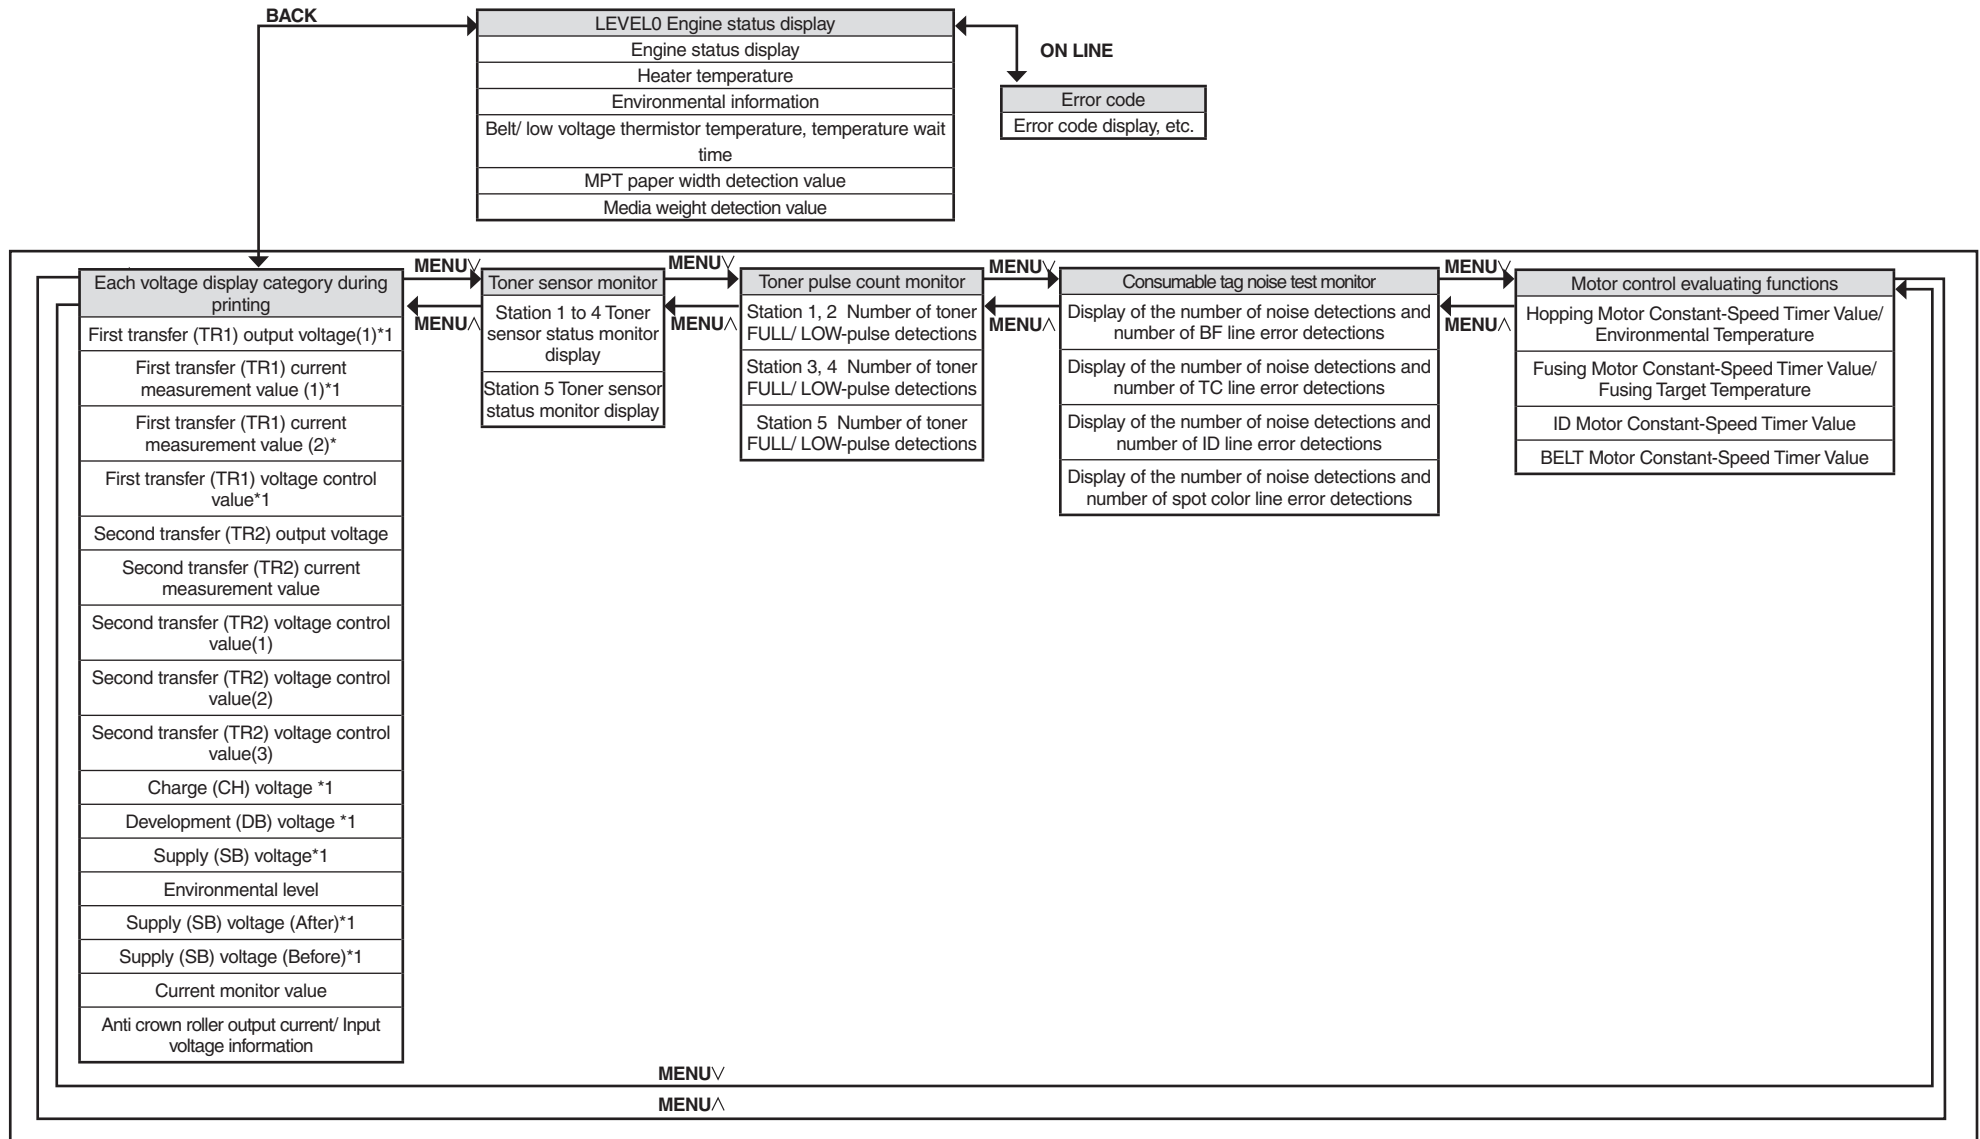 BACK
LEVEL0 Engine status display
Engine status display
Heater temperature
Environmental information
Belt/ low voltage thermistor temperature, temperature wait
time
MPT paper width detection value
Media weight detection value
ON LINE
Error code
Error code display, etc.
Each voltage display category during
printing
First transfer (TR1) output voltage(1)*1
First transfer (TR1) current
measurement value (1)*1
First transfer (TR1) current
measurement value (2)*
First transfer (TR1) voltage control
value*1
Second transfer (TR2) output voltage
Second transfer (TR2) current
measurement value
Second transfer (TR2) voltage control
value(1)
Second transfer (TR2) voltage control
value(2)
Second transfer (TR2) voltage control
value(3)
Charge (CH) voltage *1
Development (DB) voltage *1
Supply (SB) voltage*1
Environmental level
Supply (SB) voltage (After)*1
Supply (SB) voltage (Before)*1
Current monitor value
Anti crown roller output current/ Input
voltage information
MENU∨
MENU∧
Toner sensor monitor
Station 1 to 4 Toner
sensor status monitor
display
Station 5 Toner sensor
status monitor display
MENU∨
MENU∧
Toner pulse count monitor
Station 1, 2 Number of toner
FULL/ LOW-pulse detections
Station 3, 4 Number of toner
FULL/ LOW-pulse detections
Station 5 Number of toner
FULL/ LOW-pulse detections
MENU∨
MENU∧
Consumable tag noise test monitor
Display of the number of noise detections and
number of BF line error detections
Display of the number of noise detections and
number of TC line error detections
Display of the number of noise detections and
number of ID line error detections
Display of the number of noise detections and
number of spot color line error detections
MENU∨
MENU∧
Motor control evaluating functions
Hopping Motor Constant-Speed Timer Value/
Environmental Temperature
Fusing Motor Constant-Speed Timer Value/
Fusing Target Temperature
ID Motor Constant-Speed Timer Value
BELT Motor Constant-Speed Timer Value
MENU∨
MENU∧